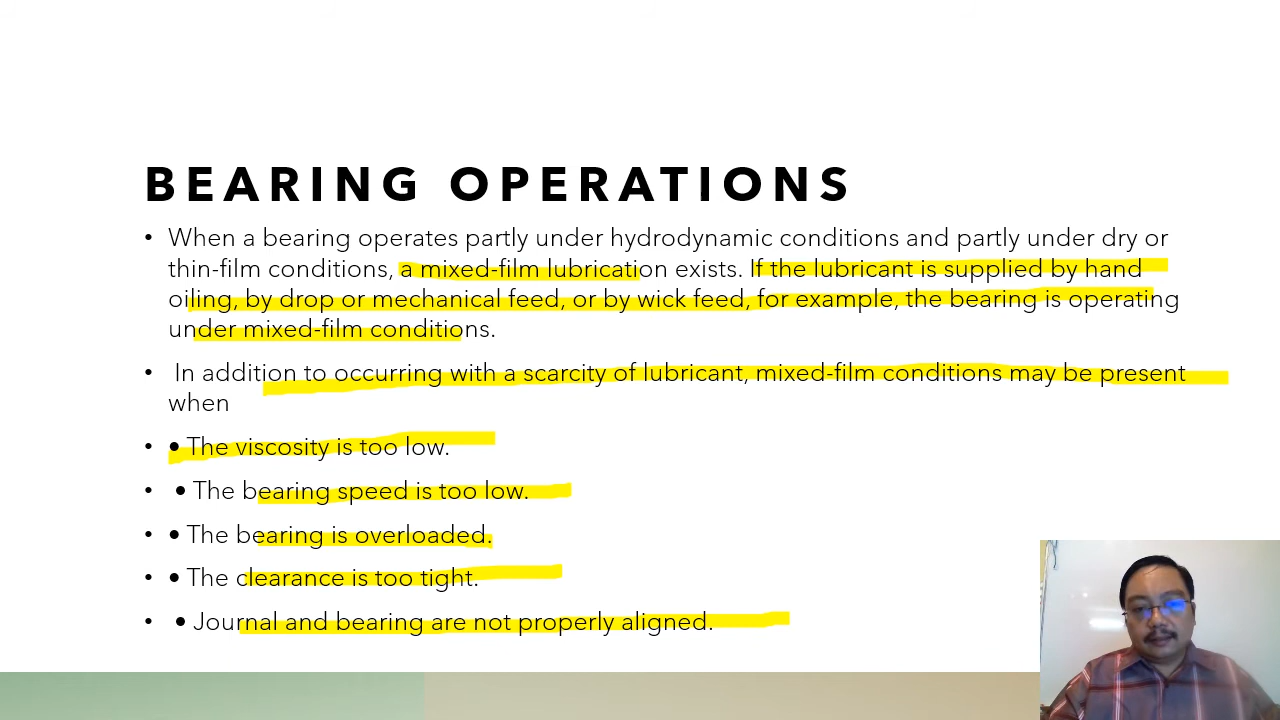 BEARING OPERATIONS
• When a bearing operates partly under hydrodynamic conditions and partly under dry or
thin-film conditions, a mixed-film lubrication exists. If the lubricant is supplied by hand
oiling, by drop or mechanical feed, or by wick feed, for example, the bearing is operating
under mixed-film conditions.
• In addition to occurring with a scarcity of lubricant, mixed-film conditions may be present
when
• • The viscosity is too low.
• • The bearing speed is too low.
• • The bearing is overloaded.
• • The clearance is too tight.
• • Journal and bearing are not properly aligned.